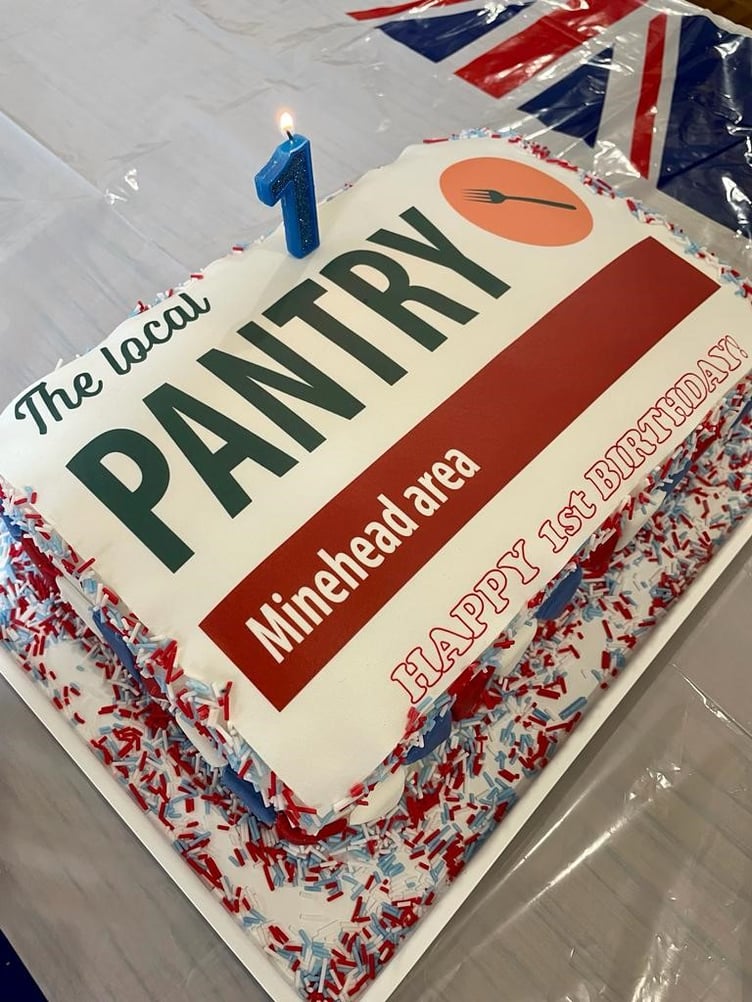 1
The local
PANTRY
Minehead area
HAPPY 1st BIRTHDAY!